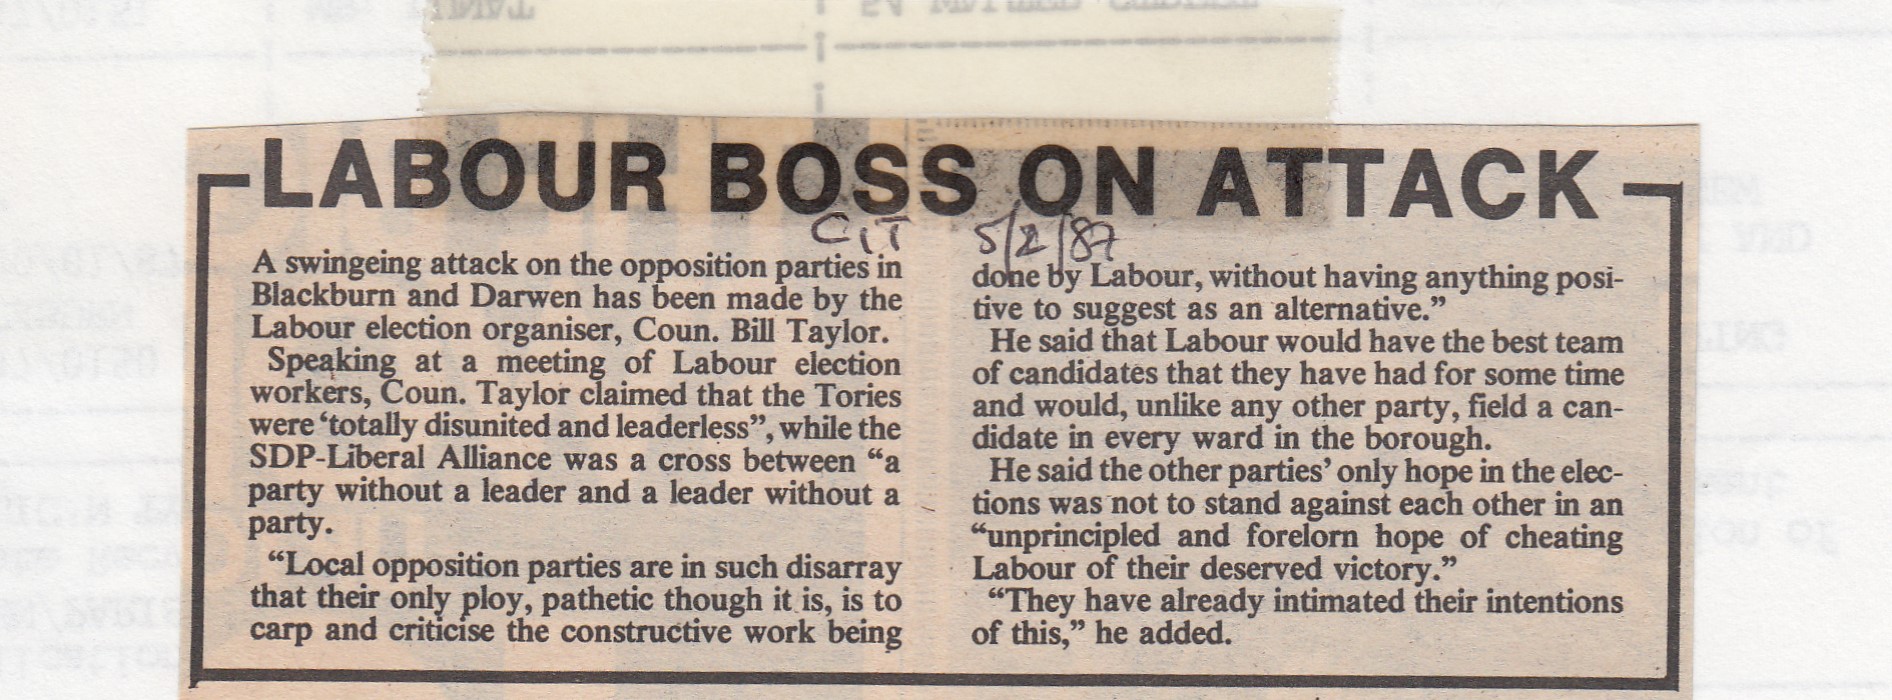 LABOUR BOSS ON ATTACK
CIT 5/2/87
A swingeing attack on the opposition parties in
Blackburn and Darwen has been made by the
Labour election organiser, Coun. Bill Taylor.
Speaking at a meeting of Labour election
workers, Coun. Taylor claimed that the Tories
were ‘totally disunited and leaderless”, while the
SDP-Liberal Alliance was a cross between “a
party without a leader and a leader without a
party.
“Local opposition parties are in such disarray
that their only ploy, pathetic though it is, is to
carp and criticise the constructive work being
done by Labour, without having anything posi-
tive to suggest as an alternative.”
He said that Labour would have the best team
of candidates that they have had for some time
and would, unlike any other party, field a can-
didate in every ward in the borough.
He said the other parties’ only hope in the elec-
tions was not to stand against each other in an
“unprincipled and forelorn hope of cheating
Labour of their deserved victory.”
“They have already intimated their intentions
of this,” he added.